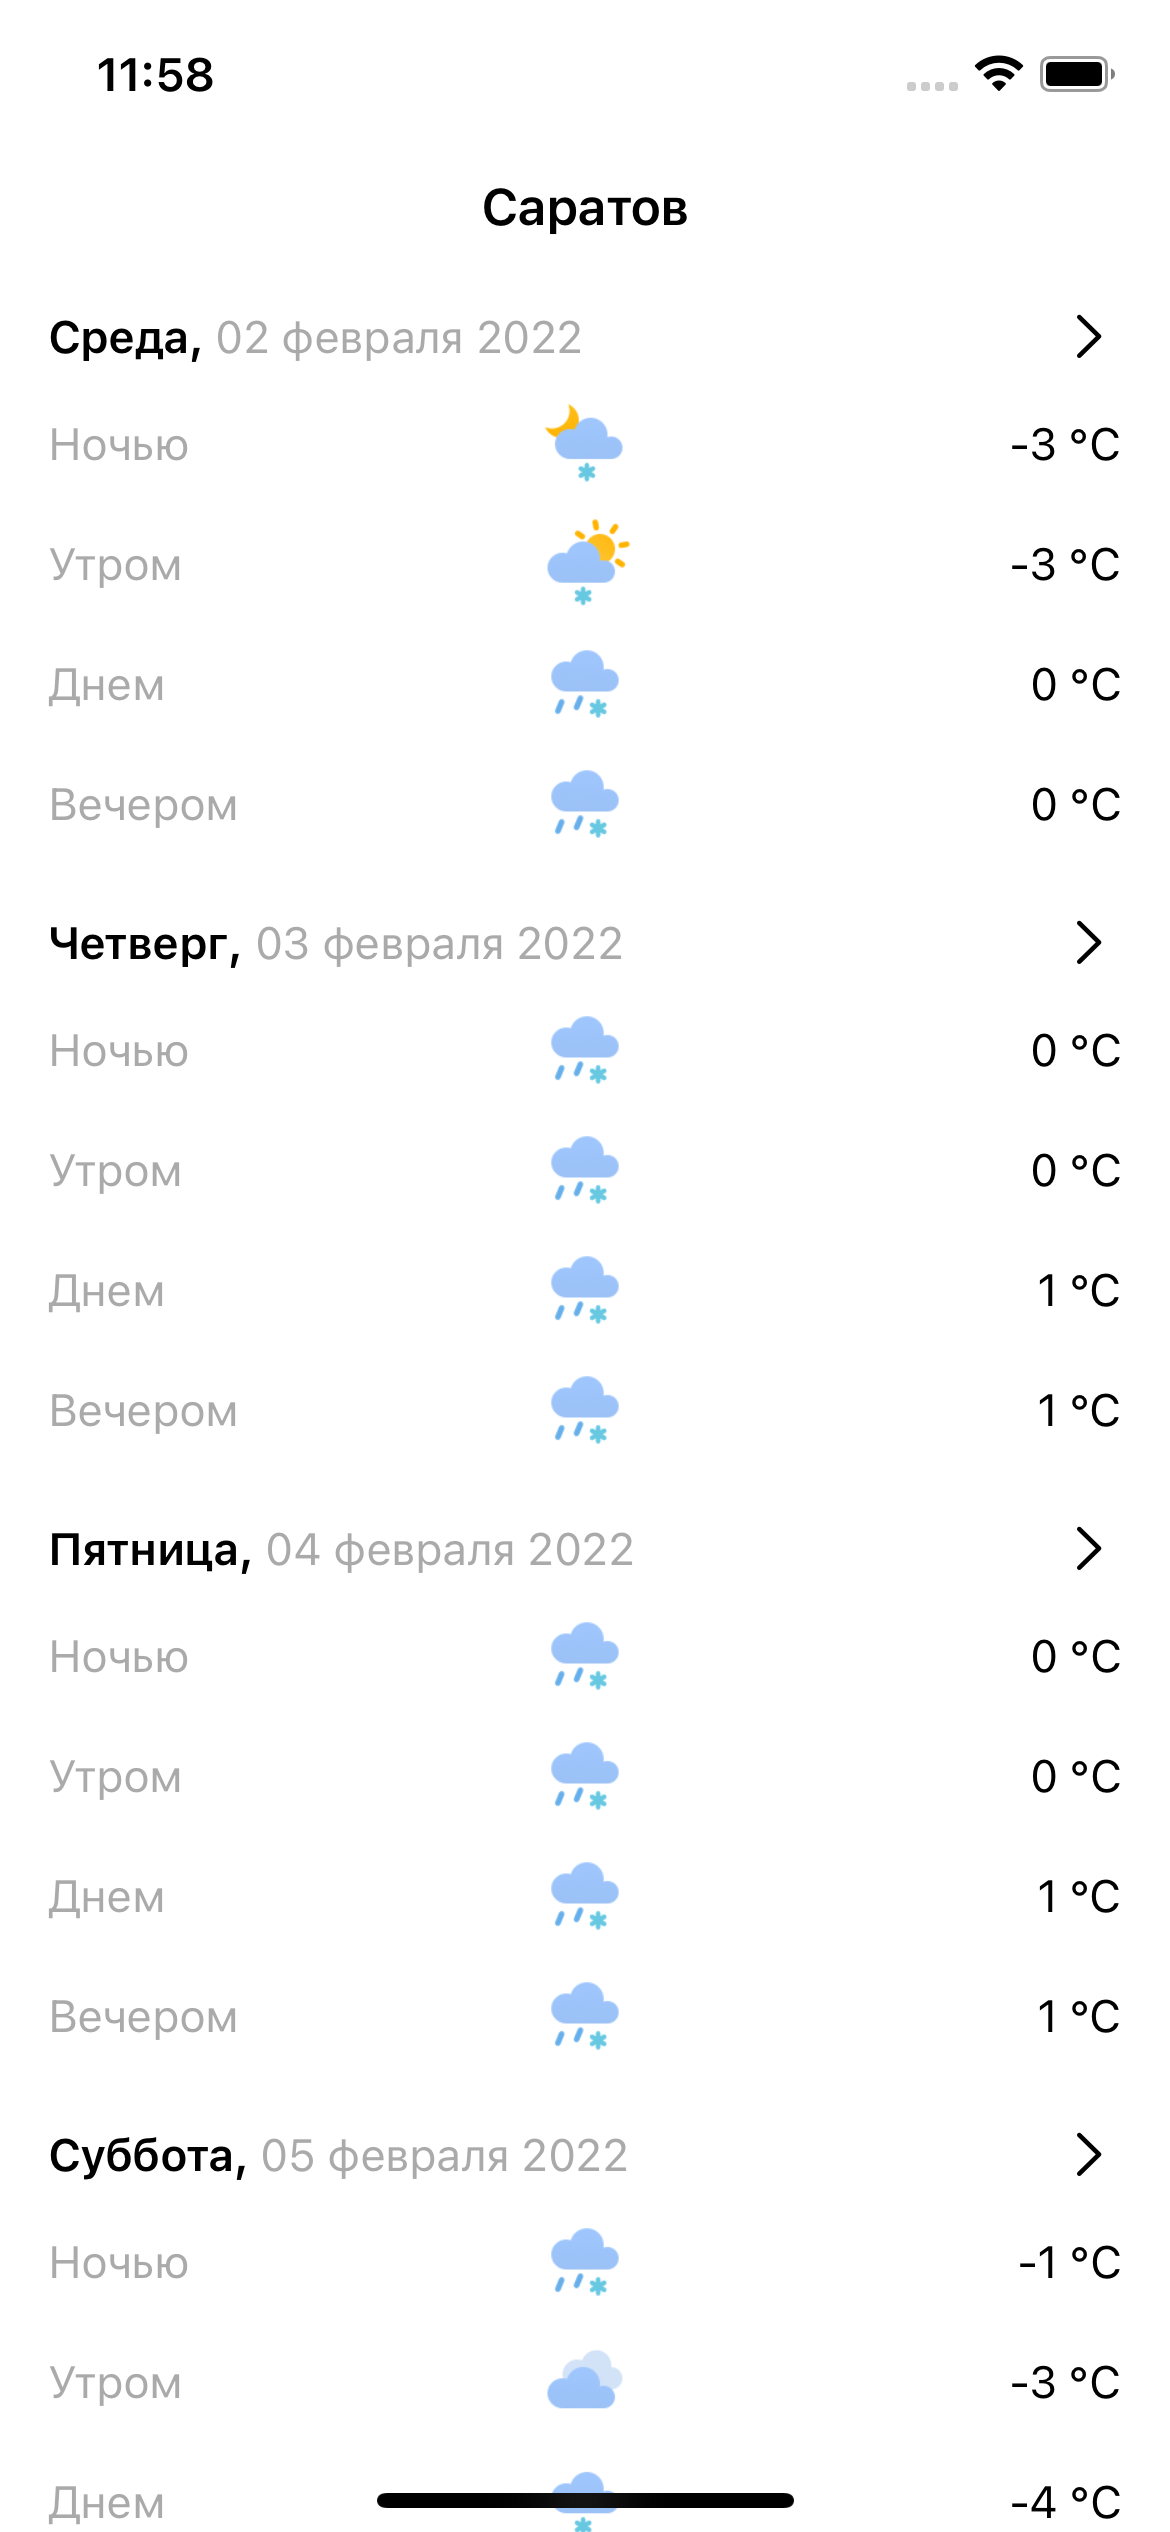 11:58
Саратов
Среда, 02 февраля 2022
Ночью -3 °C
Утром -3 °C
Днем 0 °C
Вечером 0 °C
Четверг, 03 февраля 2022
Ночью 0 °C
Утром 0 °C
Днем 1 °C
Вечером 1 °C
Пятница, 04 февраля 2022
Ночью 0 °C
Утром 0 °C
Днем 1 °C
Вечером 1 °C
Суббота, 05 февраля 2022
Ночью -1 °C
Утром -3 °C
Днем -4 °C